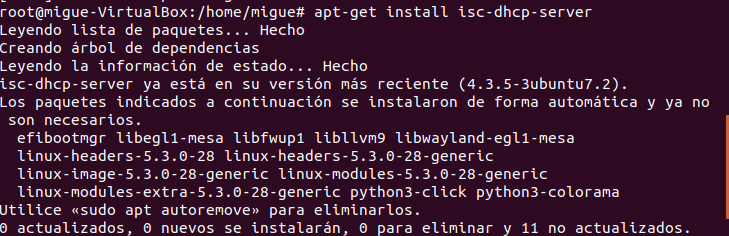 root@migue-VirtualBox:/home/migue# apt-get install isc-dhcp-server
Leyendo lista de paquetes... Hecho
Creando árbol de dependencias
Leyendo la información de estado... Hecho
isc-dhcp-server ya está en su versión más reciente (4.3.5-3ubuntu7.2).
Los paquetes indicados a continuación se instalaron de forma automática y ya no
son necesarios.
efibootmgr libegl1-mesa libfwup1 libllvm9 libwayland-egl1-mesa
linux-headers-5.3.0-28 linux-headers-5.3.0-28-generic
linux-image-5.3.0-28-generic linux-modules-5.3.0-28-generic
linux-modules-extra-5.3.0-28-generic python3-click python3-colorama
Utilice «sudo apt autoremove» para eliminarlos.
0 actualizados, 0 nuevos se instalarán, 0 para eliminar y 11 no actualizados.